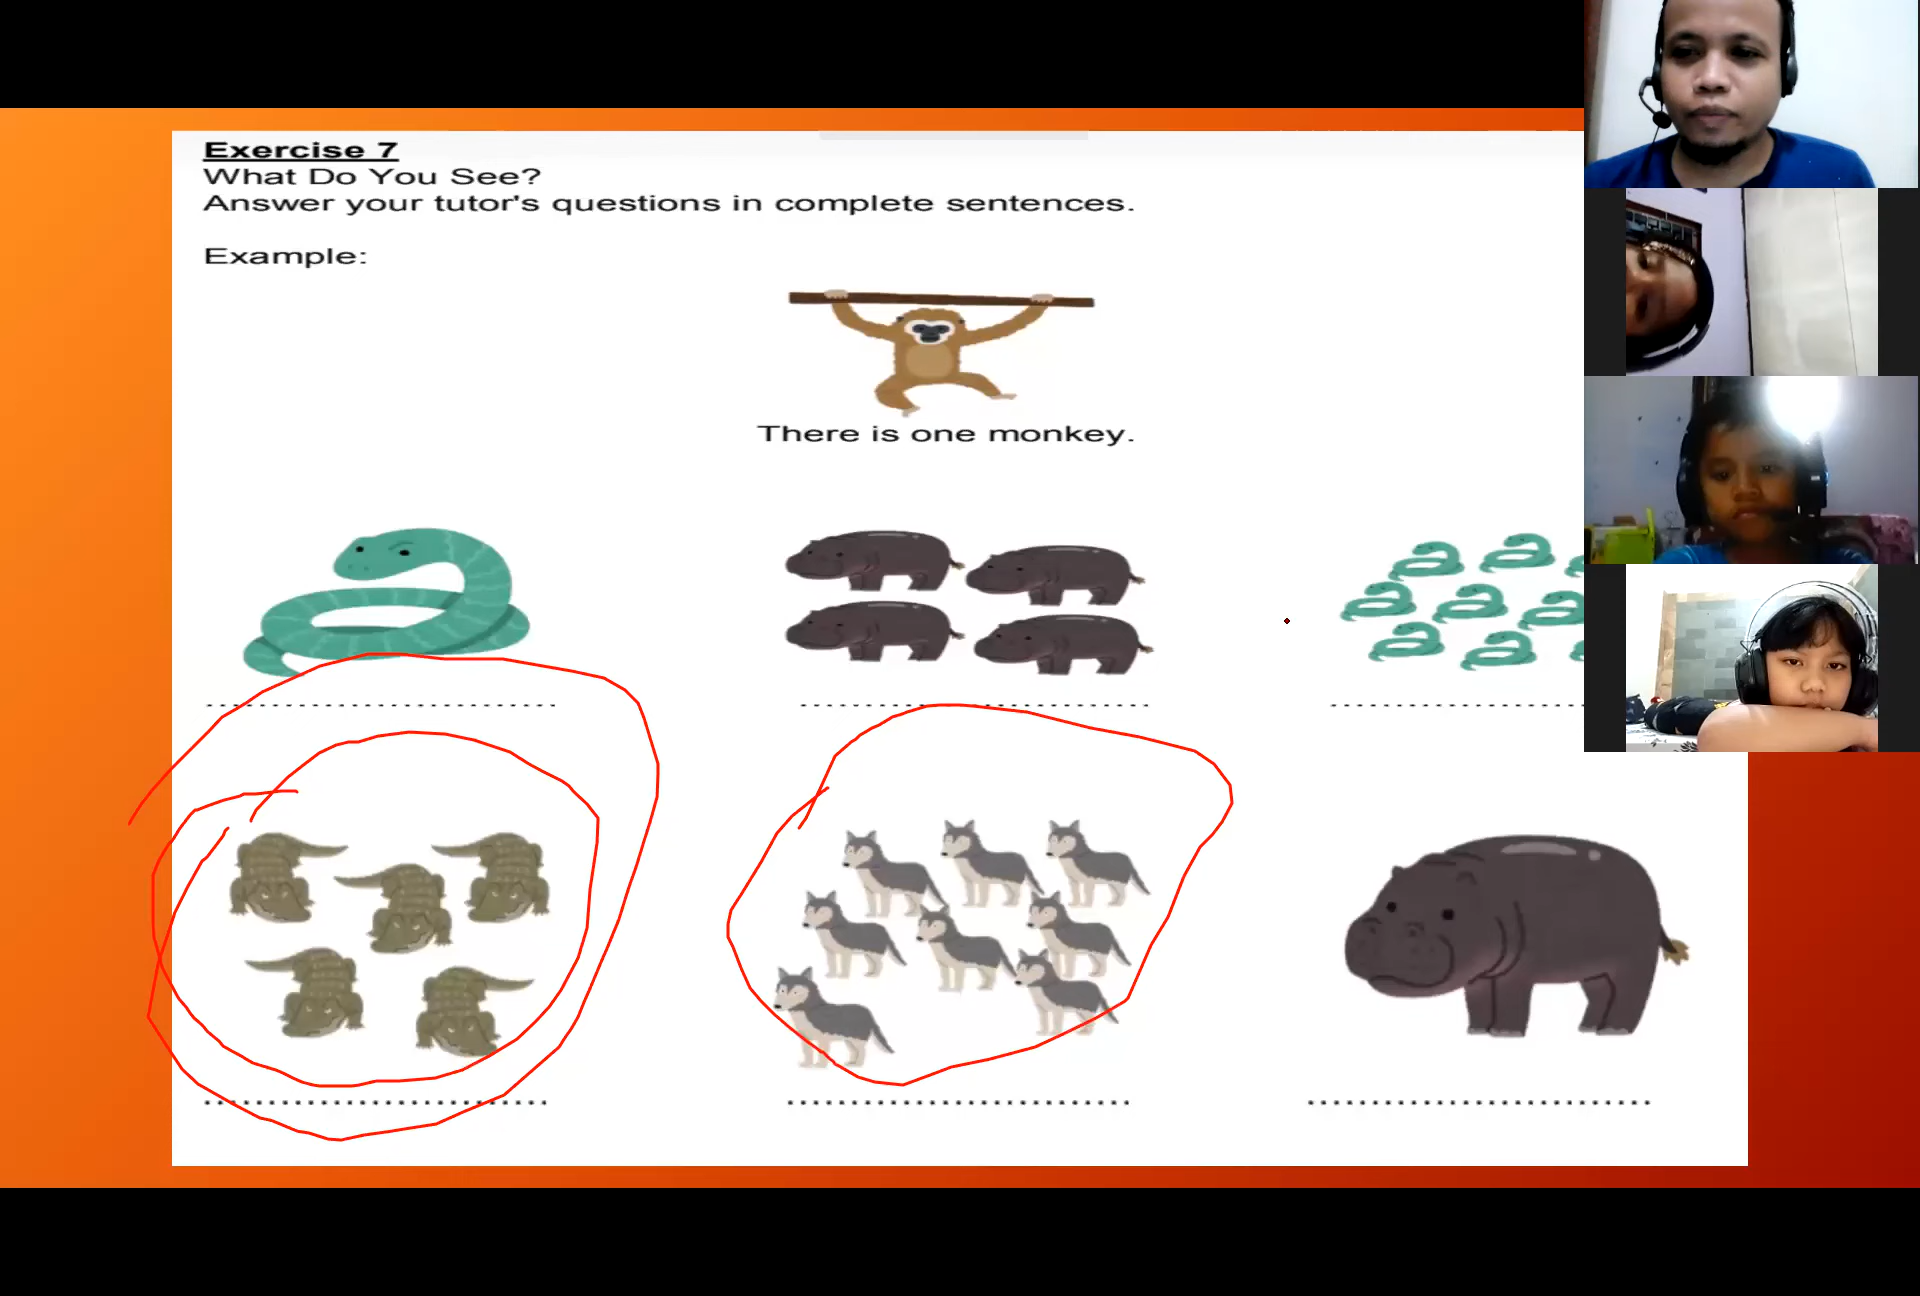 Exercise 7
What Do You See?
Answer your tutor's questions in complete sentences.
Example:
There is one monkey.